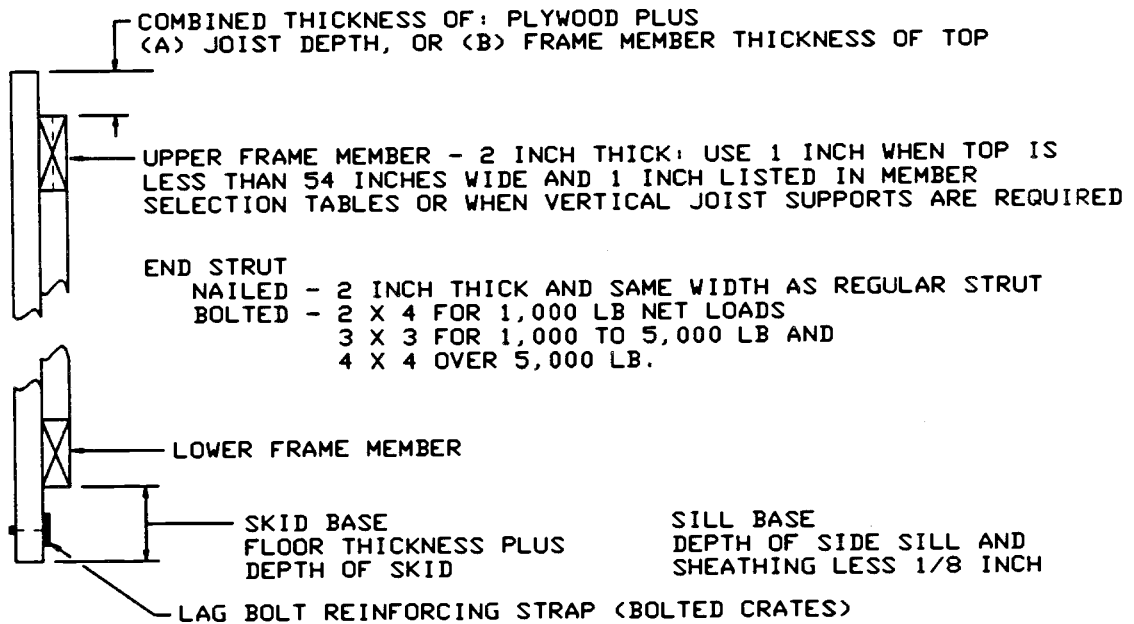 COMBINED THICKNESS OF: PLYWOOD PLUS
(A) JOIST DEPTH, OR (B) FRAME MEMBER THICKNESS OF TOP
UPPER FRAME MEMBER - 2 INCH THICK: USE 1 INCH WHEN TOP IS
LESS THAN 54 INCHES WIDE AND 1 INCH LISTED IN MEMBER
SELECTION TABLES OR WHEN VERTICAL JOIST SUPPORTS ARE REQUIRED
END STRUT
NAILED - 2 INCH THICK AND SAME WIDTH AS REGULAR STRUT
BOLTED - 2 X 4 FOR 1,000 LB NET LOADS
3 X 3 FOR 1,000 TO 5,000 LB AND
4 X 4 OVER 5,000 LB.
LOWER FRAME MEMBER
SKID BASE
FLOOR THICKNESS PLUS
DEPTH OF SKID
SILL BASE
DEPTH OF SIDE SILL AND
SHEATHING LESS 1/8 INCH
LAG BOLT REINFORCING STRAP (BOLTED CRATES)